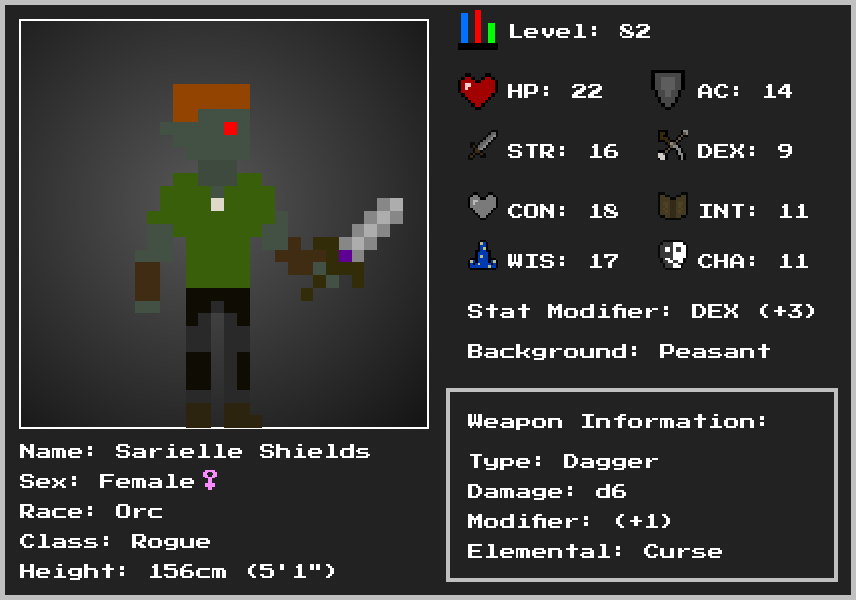 Level: 82
HP: 22 AC: 14
STR: 16 DEX: 9
CON: 18 INT: 11
WIS: 17 CHA: 11
Stat Modifier: DEX (+3)
Background: Peasant
Weapon Information:
Type: Dagger
Damage: d6
Modifier: (+1)
Elemental: Curse
Name: Sarielle Shields
Sex: Female♀
Race: Orc
Class: Rogue
Height: 156cm (5'1")